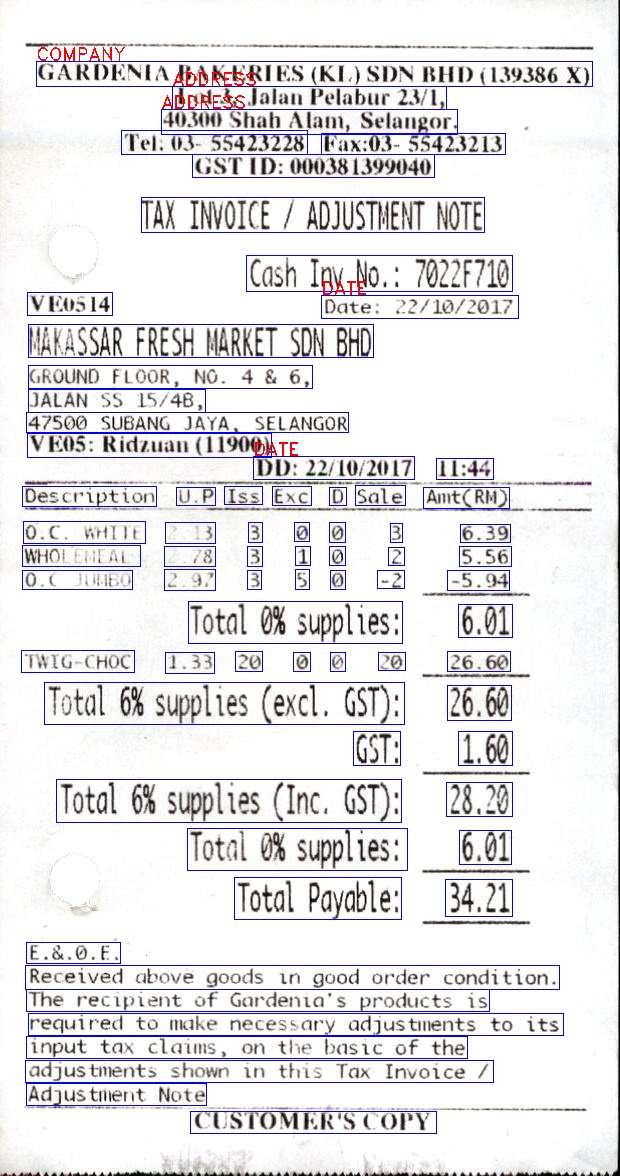 COMPANY
GARDENIA BAKERIES (KL) SDN BHD (139386 X)
ADDRESS
Lot 3, Jalan Pelabur 23/1,
ADDRESS
40300 Shah Alam, Selangor.
Tel: 03- 55423228 Fax:03- 55423213
GST ID: 000381399040
TAX INVOICE / ADJUSTMENT NOTE
Cash Inv No.: 7022F710
DATE
VE0514 Date: 22/10/2017
MAKASSAR FRESH MARKET SDN BHD
GROUND FLOOR, NO. 4 & 6,
JALAN SS 15/4B,
47500 SUBANG JAYA, SELANGOR
VE05: Ridzuan (11900)
DATE
DD: 22/10/2017 11:44
Description U.P Iss Exc D Sale Amt(RM)
O.C. WHITE 2.13 3 0 0 3 6.39
WHOLEMEAL 2.78 3 1 0 2 5.56
O.C JUMBO 2.97 3 5 0 -2 -5.94
Total 0% supplies: 6.01
TWIG-CHOC 1.33 20 0 0 20 26.60
Total 6% supplies (excl. GST): 26.60
GST: 1.60
Total 6% supplies (Inc. GST): 28.20
Total 0% supplies: 6.01
Total Payable: 34.21
E.&.O.E.
Received above goods in good order condition.
The recipient of Gardenia's products is
required to make necessary adjustments to its
input tax claims, on the basic of the
adjustments shown in this Tax Invoice /
Adjustment Note
CUSTOMER'S COPY